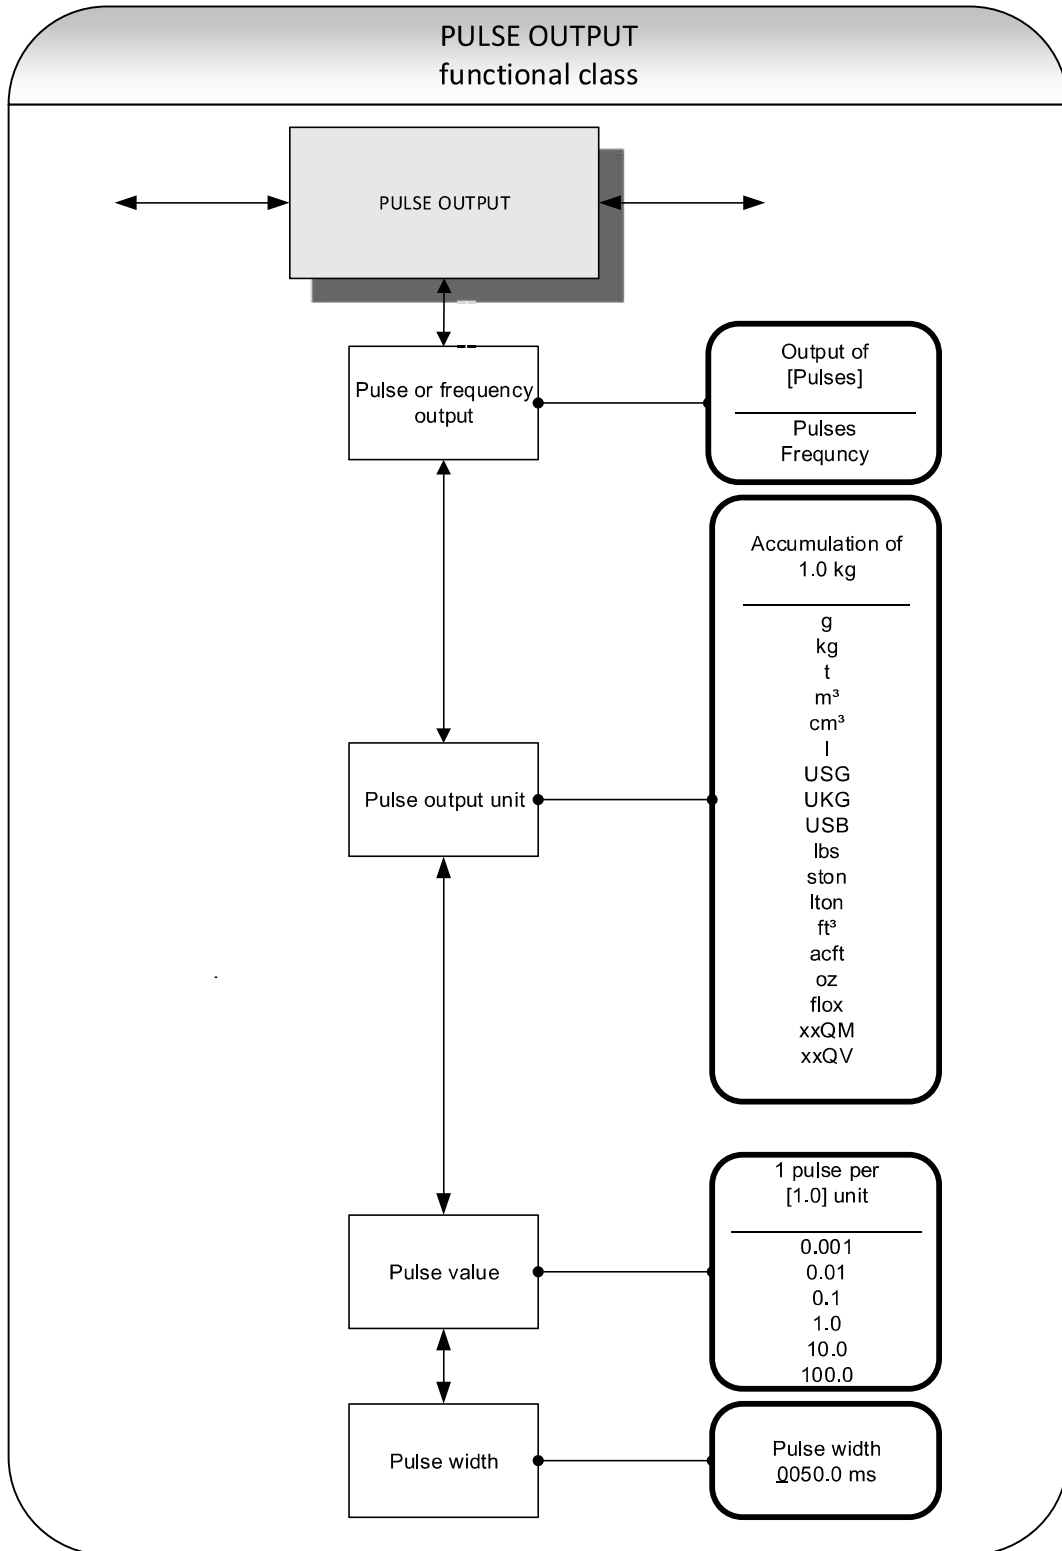 PULSE OUTPUT
functional class
PULSE OUTPUT
Pulse or frequency
output
Output of
[Pulses]
Pulses
Frequncy
Pulse output unit
Accumulation of
1.0 kg
g
kg
t
m³
cm³
l
USG
UKG
USB
lbs
ston
lton
ft³
acft
oz
flox
xxQM
xxQV
Pulse value
1 pulse per
[1.0] unit
0.001
0.01
0.1
1.0
10.0
100.0
Pulse width
Pulse width
0050.0 ms